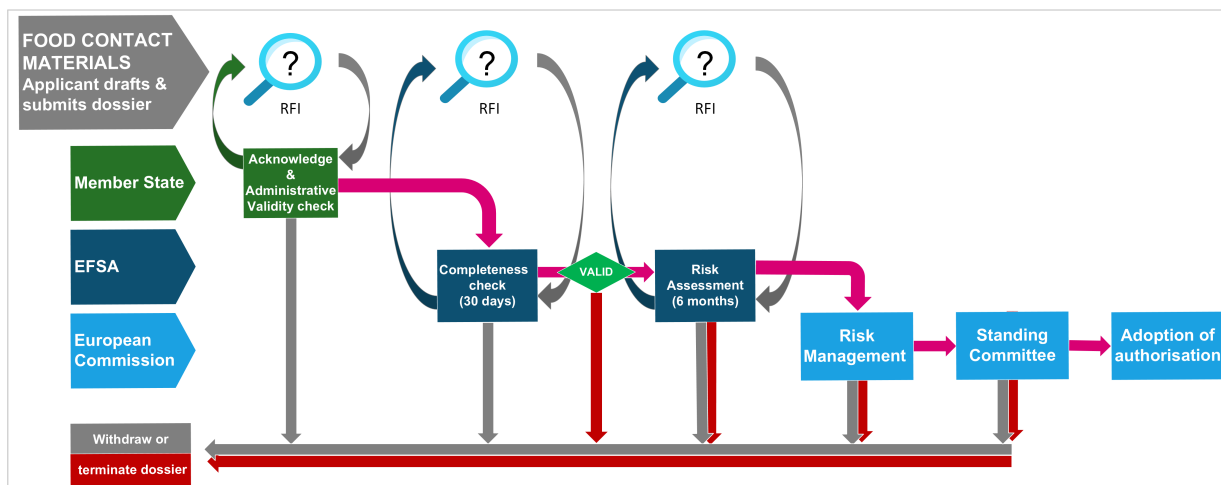 FOOD CONTACT
MATERIALS
Applicant drafts &
submits dossier
?
RFI
?
RFI
?
RFI
Member State
Acknowledge
&
Administrative
Validity check
EFSA
Completeness
check
(30 days)
VALID
Risk
Assessment
(6 months)
European
Commission
Risk
Management
Standing
Committee
Adoption of
authorisation
Withdraw or
terminate dossier